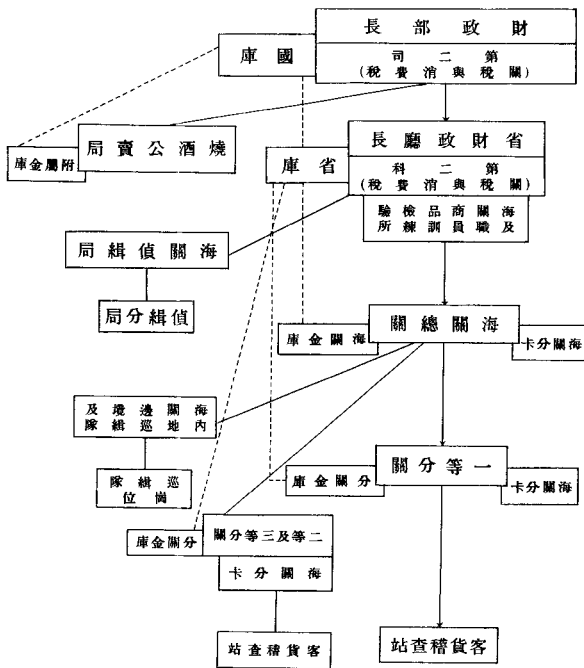 財政部長
國庫
第二司
(關稅與消費稅)
燒酒公賣局
附屬金庫
省財政廳長
省庫
第二科
(關稅與消費稅)
海關商品檢驗
及職員訓練所
海關偵緝局
偵緝分局
海關總關
海關金庫
海關分卡
海關邊境及
內地巡緝隊
巡緝隊
崗位
一等分關
分關金庫
海關分卡
二等及三等分關
分關金庫
海關分卡
客貨稽查站
客貨稽查站